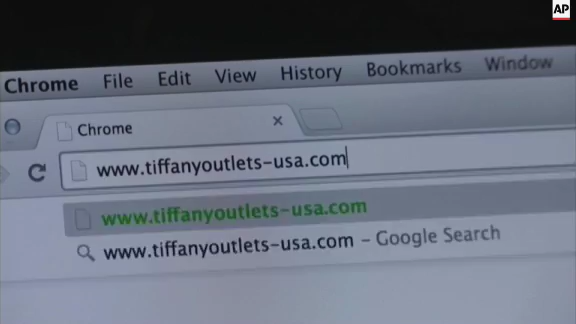 AP
Chrome File Edit View History Bookmarks Window
Chrome
www.tiffanyoutlets-usa.com
www.tiffanyoutlets-usa.com
www.tiffanyoutlets-usa.com – Google Search